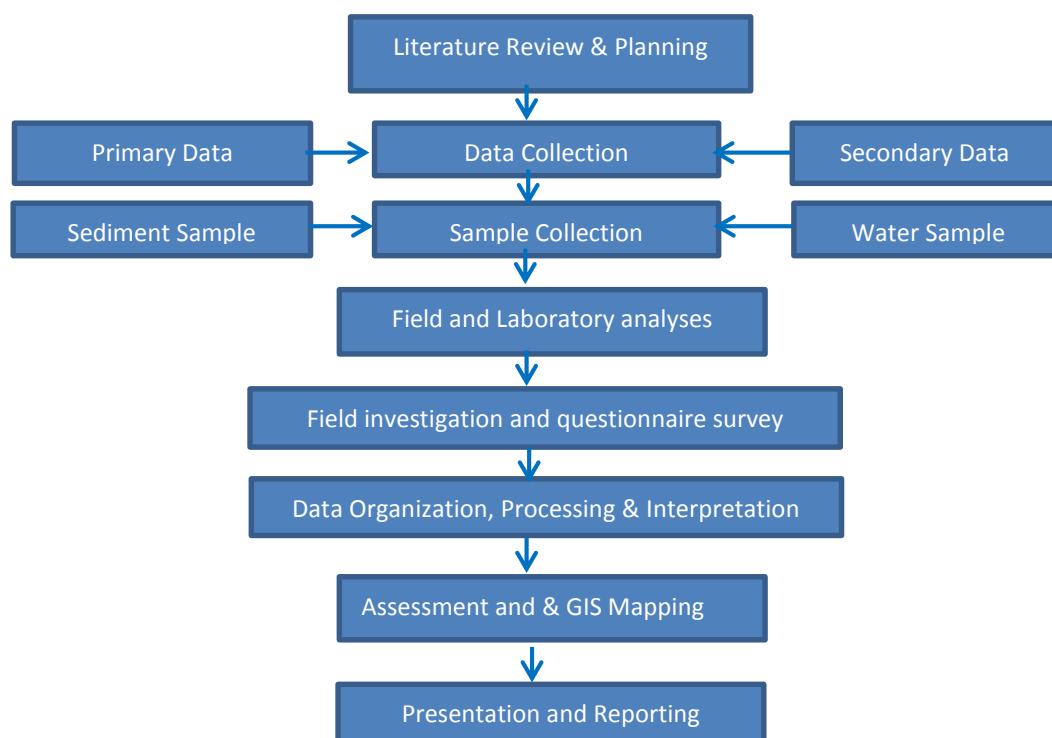 Literature Review & Planning
Primary Data
Data Collection
Secondary Data
Sediment Sample
Sample Collection
Water Sample
Field and Laboratory analyses
Field investigation and questionnaire survey
Data Organization, Processing & Interpretation
Assessment and & GIS Mapping
Presentation and Reporting